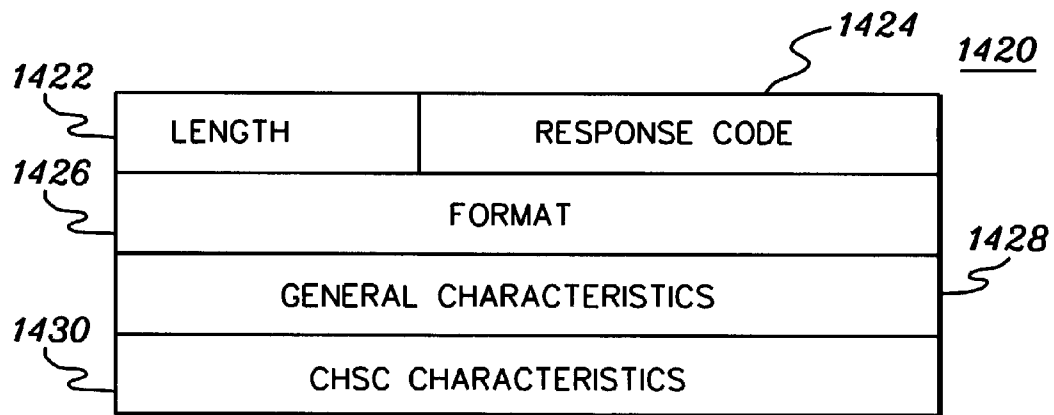 1424
1420
1422
LENGTH RESPONSE CODE
1426
FORMAT
1428
GENERAL CHARACTERISTICS
1430
CHSC CHARACTERISTICS